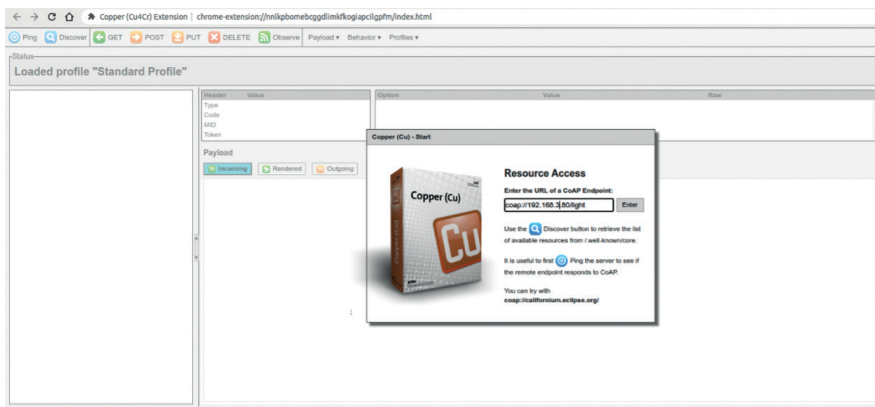 Copper (Cu4Cr) Extension | chrome-extension://nnlkpbomebcggdlimkfkogiapcilgpfm/index.html
Ping Discover GET POST PUT DELETE Observe Payload▾ Behavior▾ Profiles▾
Status
Loaded profile "Standard Profile"
Header Value Option Value Raw
Type
Code
MID
Token
Payload
Incoming Rendered Outgoing
Copper (Cu) - Start
Copper (Cu)
Cu
Resource Access
Enter the URL of a CoAP Endpoint:
coap://192.168.3.80/light Enter
Use the Discover button to retrieve the list
of available resources from /.well-known/core.
It is useful to first Ping the server to see if
the remote endpoint responds to CoAP.
You can try with
coap://californium.eclipse.org/